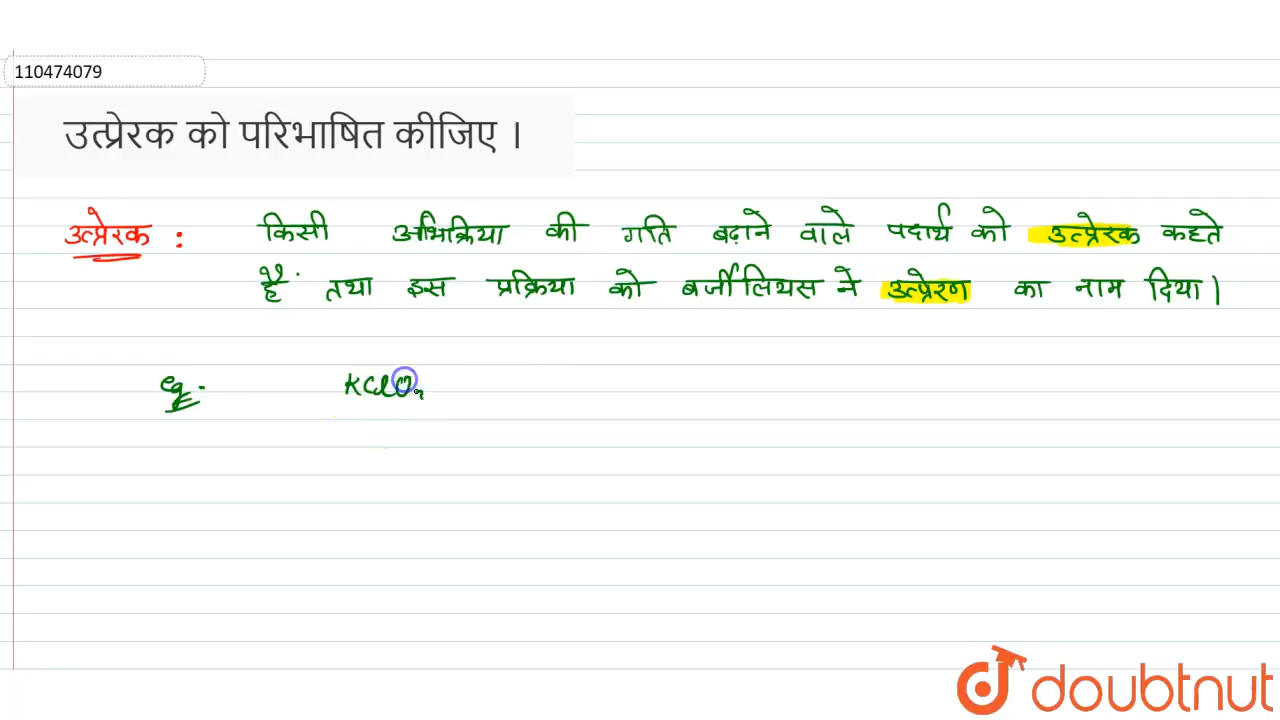 110474079
उत्प्रेरक को परिभाषित कीजिए ।
उत्प्रेरक : किसी अभिक्रिया की गति बढ़ाने वाले पदार्थ को उत्प्रेरक कहते
हैं तथा इस प्रक्रिया को बर्जीलियस ने उत्प्रेरण का नाम दिया।
eg. KClO
doubtnut